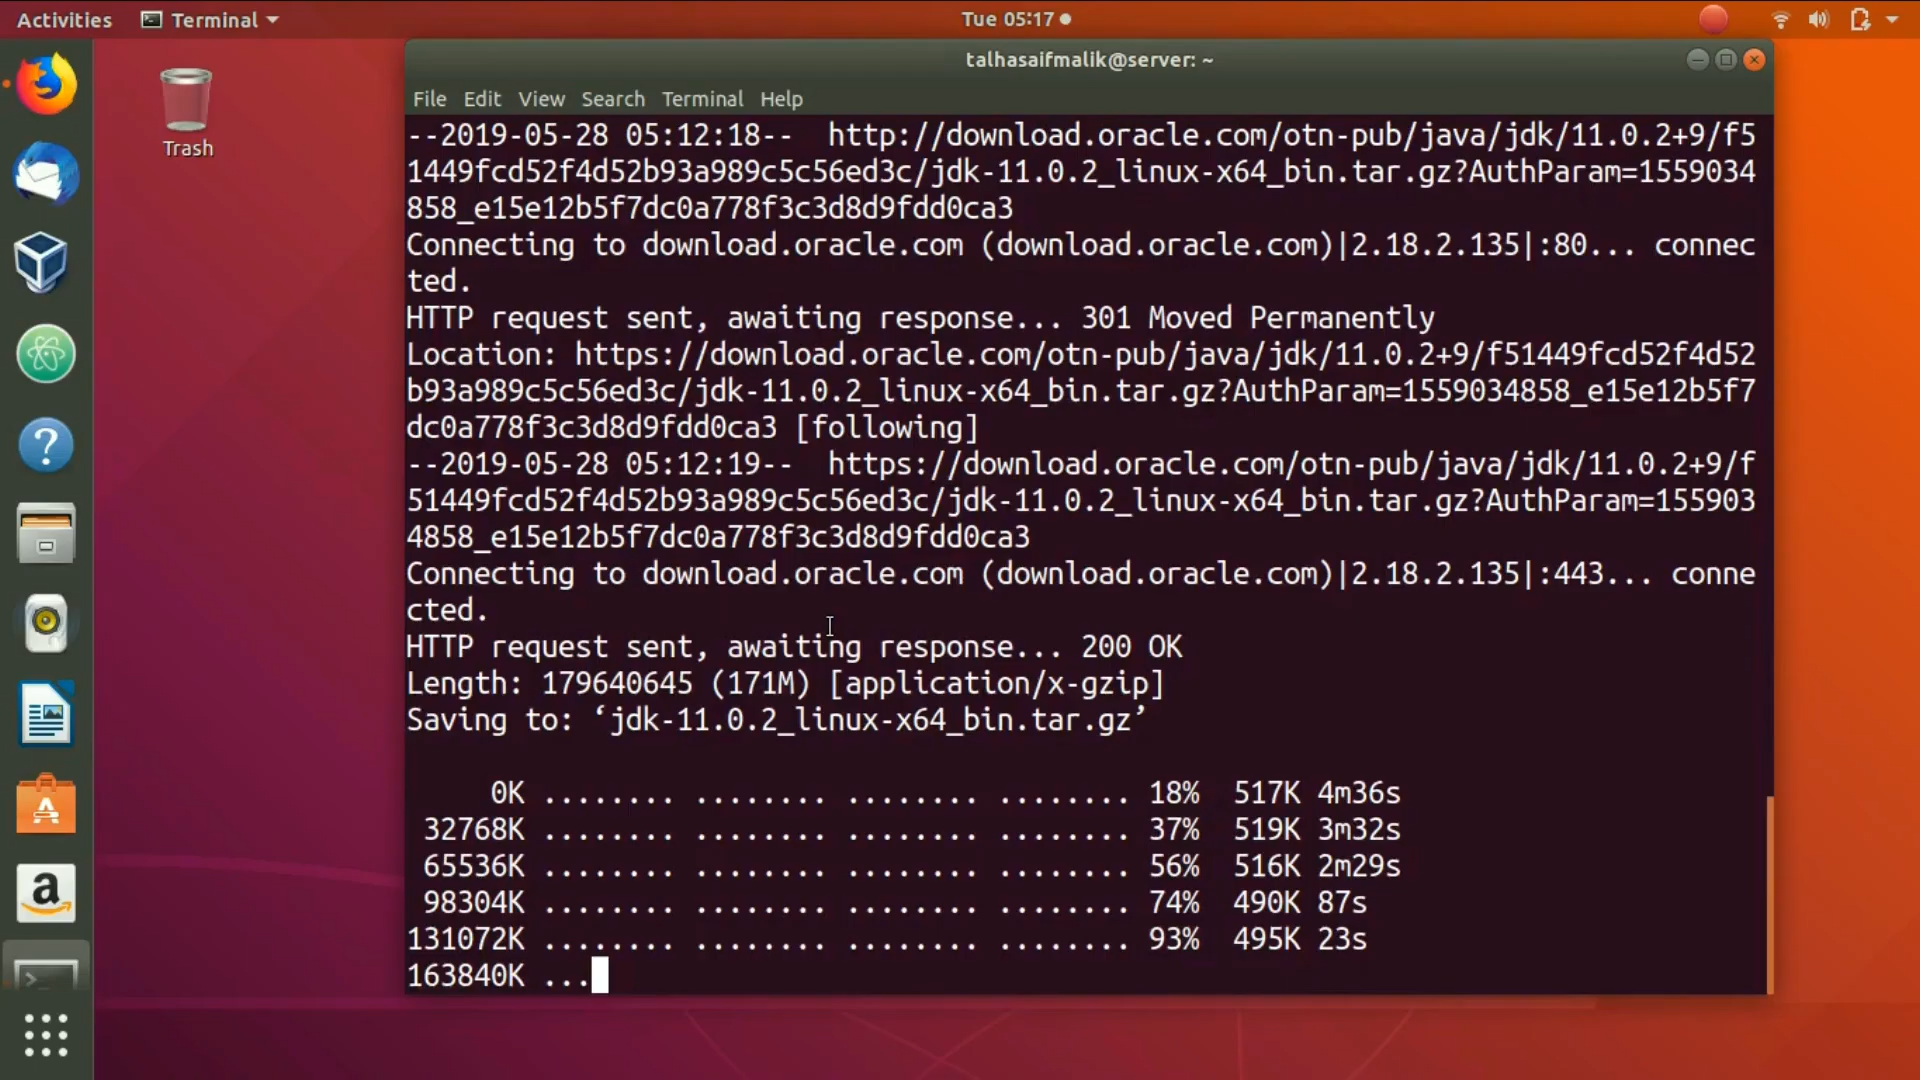 Activities Terminal Tue 05:17
talhasaifmalik@server: ~
File Edit View Search Terminal Help
Trash
--2019-05-28 05:12:18--  http://download.oracle.com/otn-pub/java/jdk/11.0.2+9/f5
1449fcd52f4d52b93a989c5c56ed3c/jdk-11.0.2_linux-x64_bin.tar.gz?AuthParam=1559034
858_e15e12b5f7dc0a778f3c3d8d9fdd0ca3
Connecting to download.oracle.com (download.oracle.com)|2.18.2.135|:80... connec
ted.
HTTP request sent, awaiting response... 301 Moved Permanently
Location: https://download.oracle.com/otn-pub/java/jdk/11.0.2+9/f51449fcd52f4d52
b93a989c5c56ed3c/jdk-11.0.2_linux-x64_bin.tar.gz?AuthParam=1559034858_e15e12b5f7
dc0a778f3c3d8d9fdd0ca3 [following]
--2019-05-28 05:12:19--  https://download.oracle.com/otn-pub/java/jdk/11.0.2+9/f
51449fcd52f4d52b93a989c5c56ed3c/jdk-11.0.2_linux-x64_bin.tar.gz?AuthParam=155903
4858_e15e12b5f7dc0a778f3c3d8d9fdd0ca3
Connecting to download.oracle.com (download.oracle.com)|2.18.2.135|:443... conne
cted.
HTTP request sent, awaiting response... 200 OK
Length: 179640645 (171M) [application/x-gzip]
Saving to: ‘jdk-11.0.2_linux-x64_bin.tar.gz’
0K ........ ........ ........ ........ 18%  517K 4m36s
32768K ........ ........ ........ ........ 37%  519K 3m32s
65536K ........ ........ ........ ........ 56%  516K 2m29s
98304K ........ ........ ........ ........ 74%  490K 87s
131072K ........ ........ ........ ........ 93%  495K 23s
163840K ...